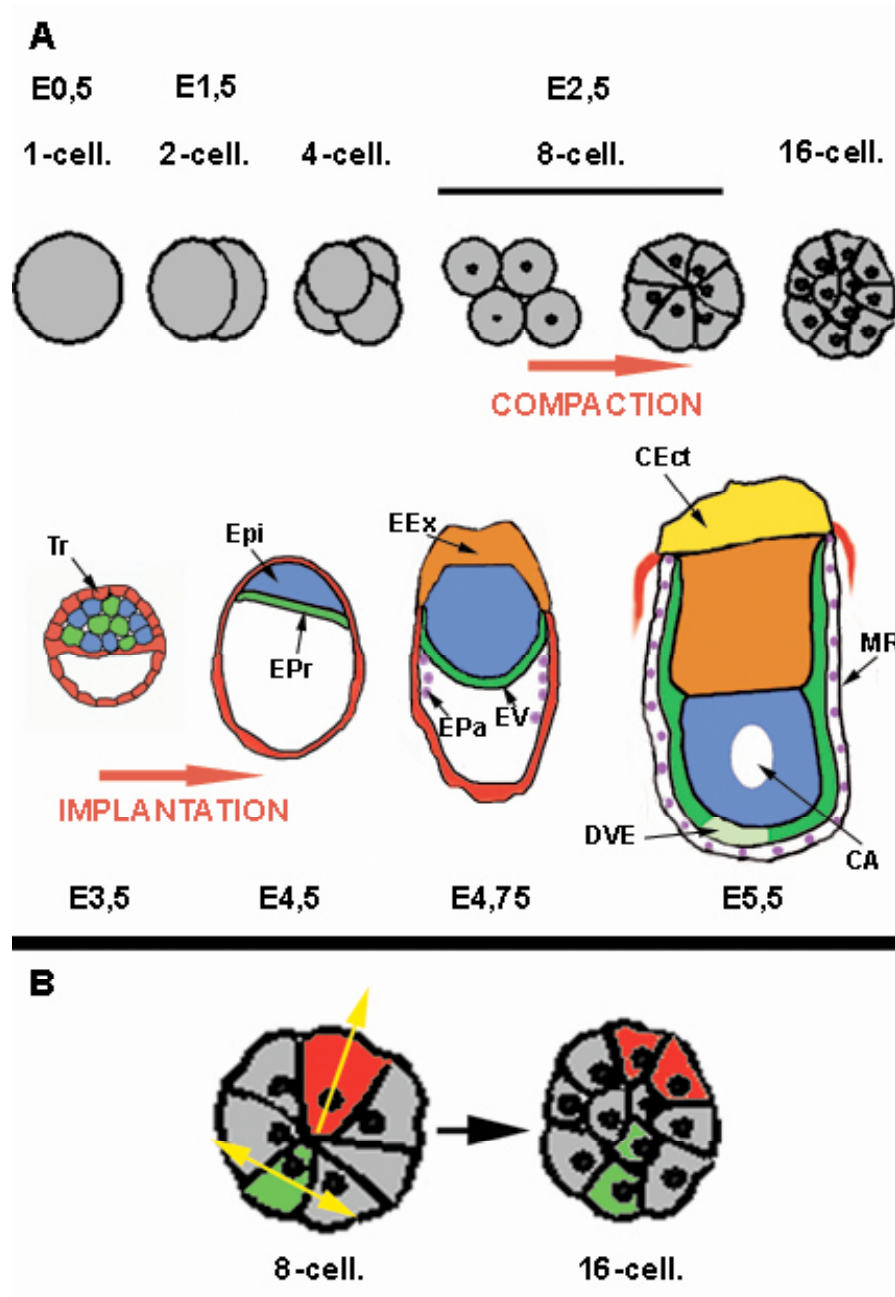 A
E0,5 E1,5 E2,5
1-cell. 2-cell. 4-cell. 8-cell. 16-cell.
COMPACTION
CEct
Tr Epi EEx
EPr EPa EV MR
IMPLANTATION
DVE CA
E3,5 E4,5 E4,75 E5,5
B
8-cell. 16-cell.